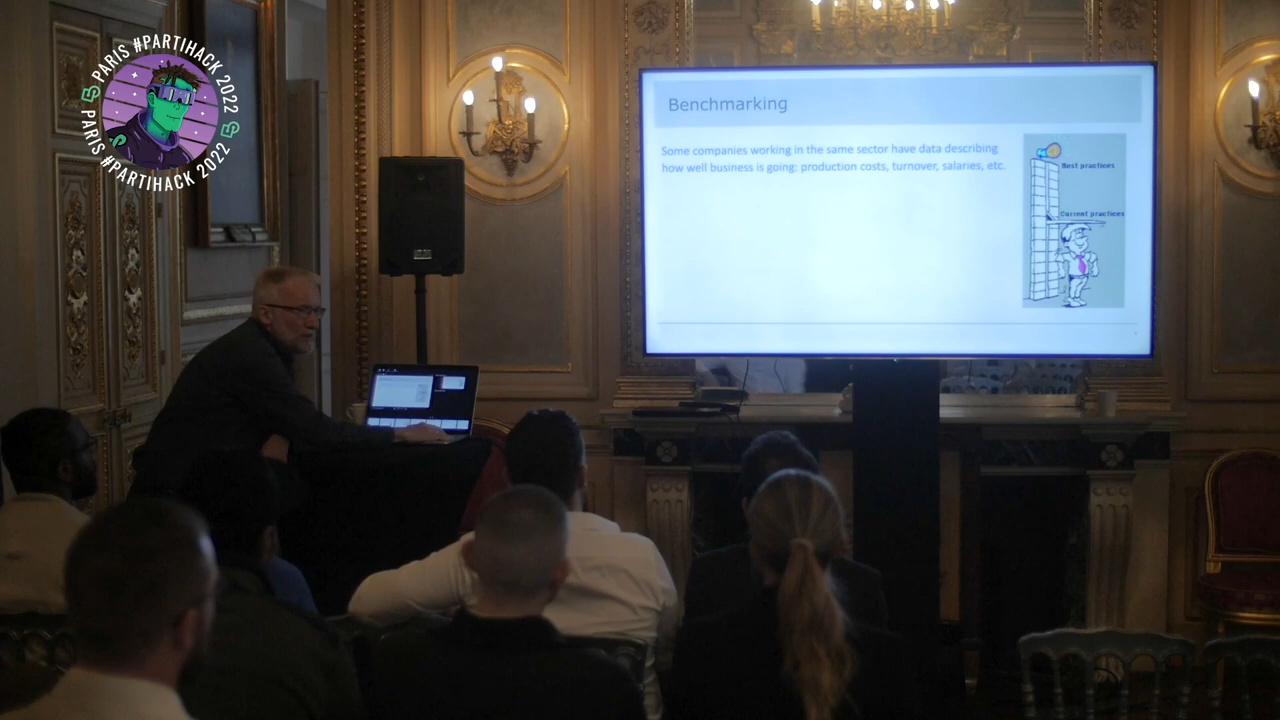 PARIS #PARTIHACK 2022
PARIS #PARTIHACK 2022
Benchmarking
Some companies working in the same sector have data describing
how well business is going: production costs, turnover, salaries, etc.
Best practices
Current practices